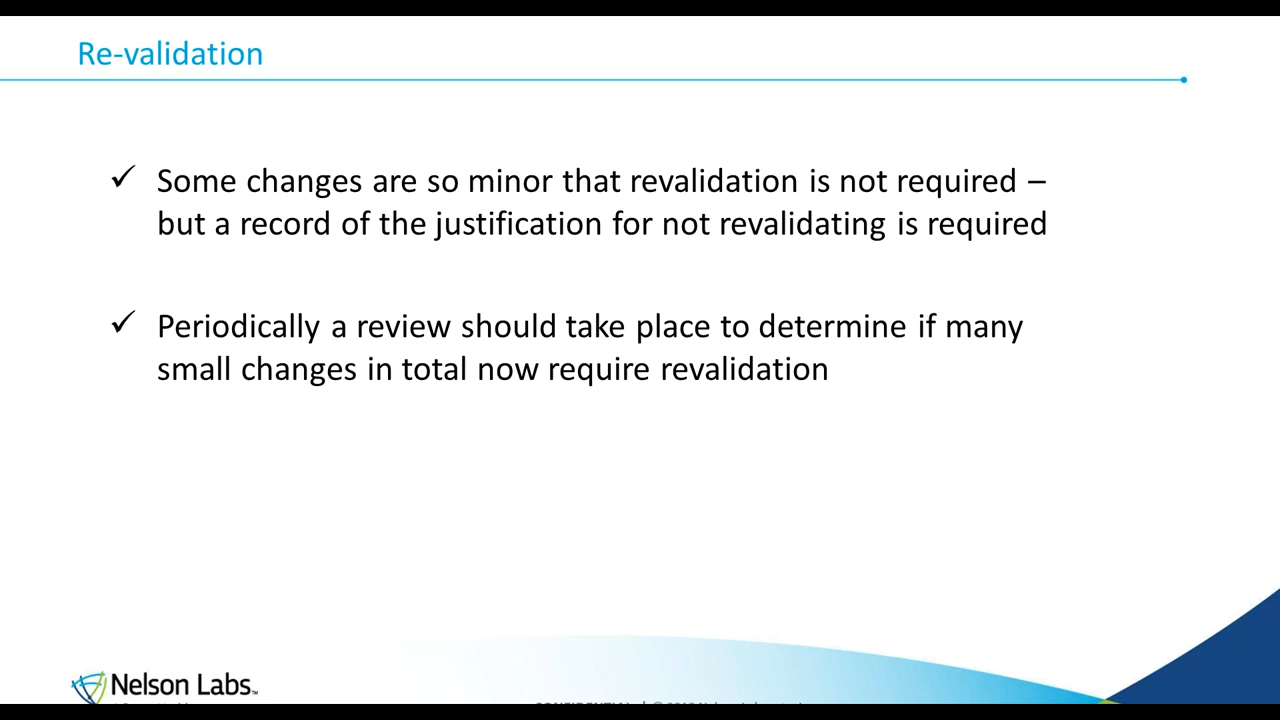 Re-validation
✓ Some changes are so minor that revalidation is not required –
but a record of the justification for not revalidating is required
✓ Periodically a review should take place to determine if many
small changes in total now require revalidation
Nelson Labs™